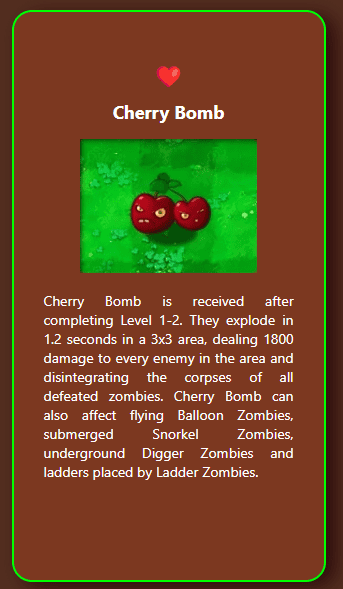 Cherry Bomb
Cherry Bomb is received after
completing Level 1-2. They explode in
1.2 seconds in a 3x3 area, dealing 1800
damage to every enemy in the area and
disintegrating the corpses of all
defeated zombies. Cherry Bomb can
also affect flying Balloon Zombies,
submerged Snorkel Zombies,
underground Digger Zombies and
ladders placed by Ladder Zombies.